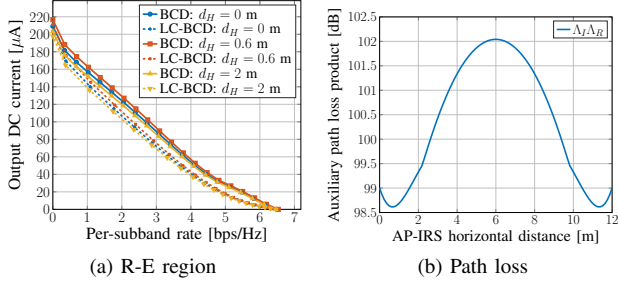 BCD: d_H = 0 m
LC-BCD: d_H = 0 m
BCD: d_H = 0.6 m
LC-BCD: d_H = 0.6 m
BCD: d_H = 2 m
LC-BCD: d_H = 2 m
Output DC current [μA]
220
200
180
160
140
120
100
80
60
40
20
0
0 1 2 3 4 5 6 7
Per-subband rate [bps/Hz]
(a) R-E region
Λ_I Λ_R
Auxiliary path loss product [dB]
102
101.5
101
100.5
100
99.5
99
98.5
0 2 4 6 8 10 12
AP-IRS horizontal distance [m]
(b) Path loss